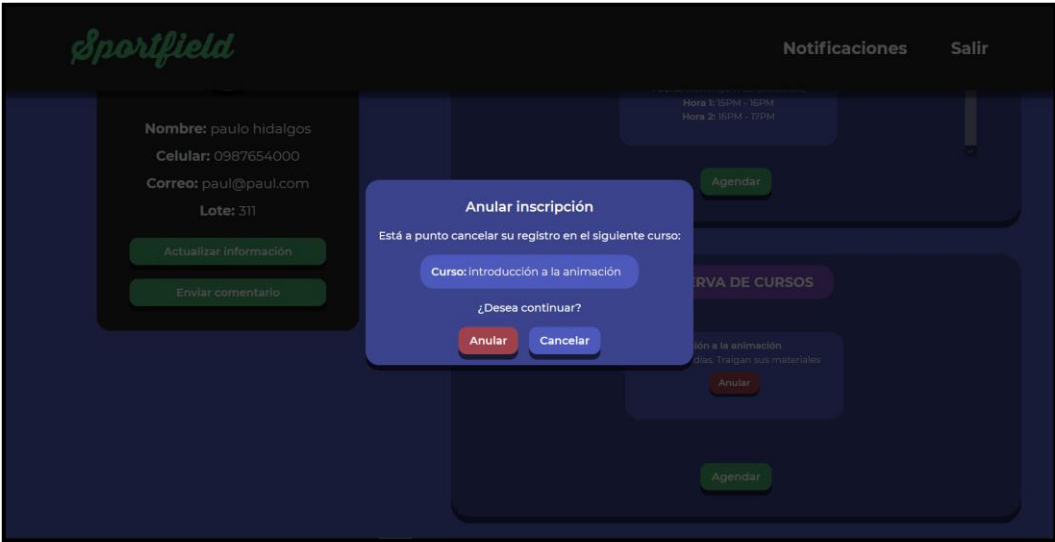 Sportfield
Notificaciones Salir
Nombre: paulo hidalgos
Celular: 0987654000
Correo: paul@paul.com
Lote: 311
Actualizar información
Enviar comentario
Hora 1: 15PM - 16PM
Hora 2: 16PM - 17PM
Agendar
Anular inscripción
Está a punto cancelar su registro en el siguiente curso:
Curso: introducción a la animación
¿Desea continuar?
Anular Cancelar
RVA DE CURSOS
ión a la animación
días. Traigan sus materiales
Anular
Agendar